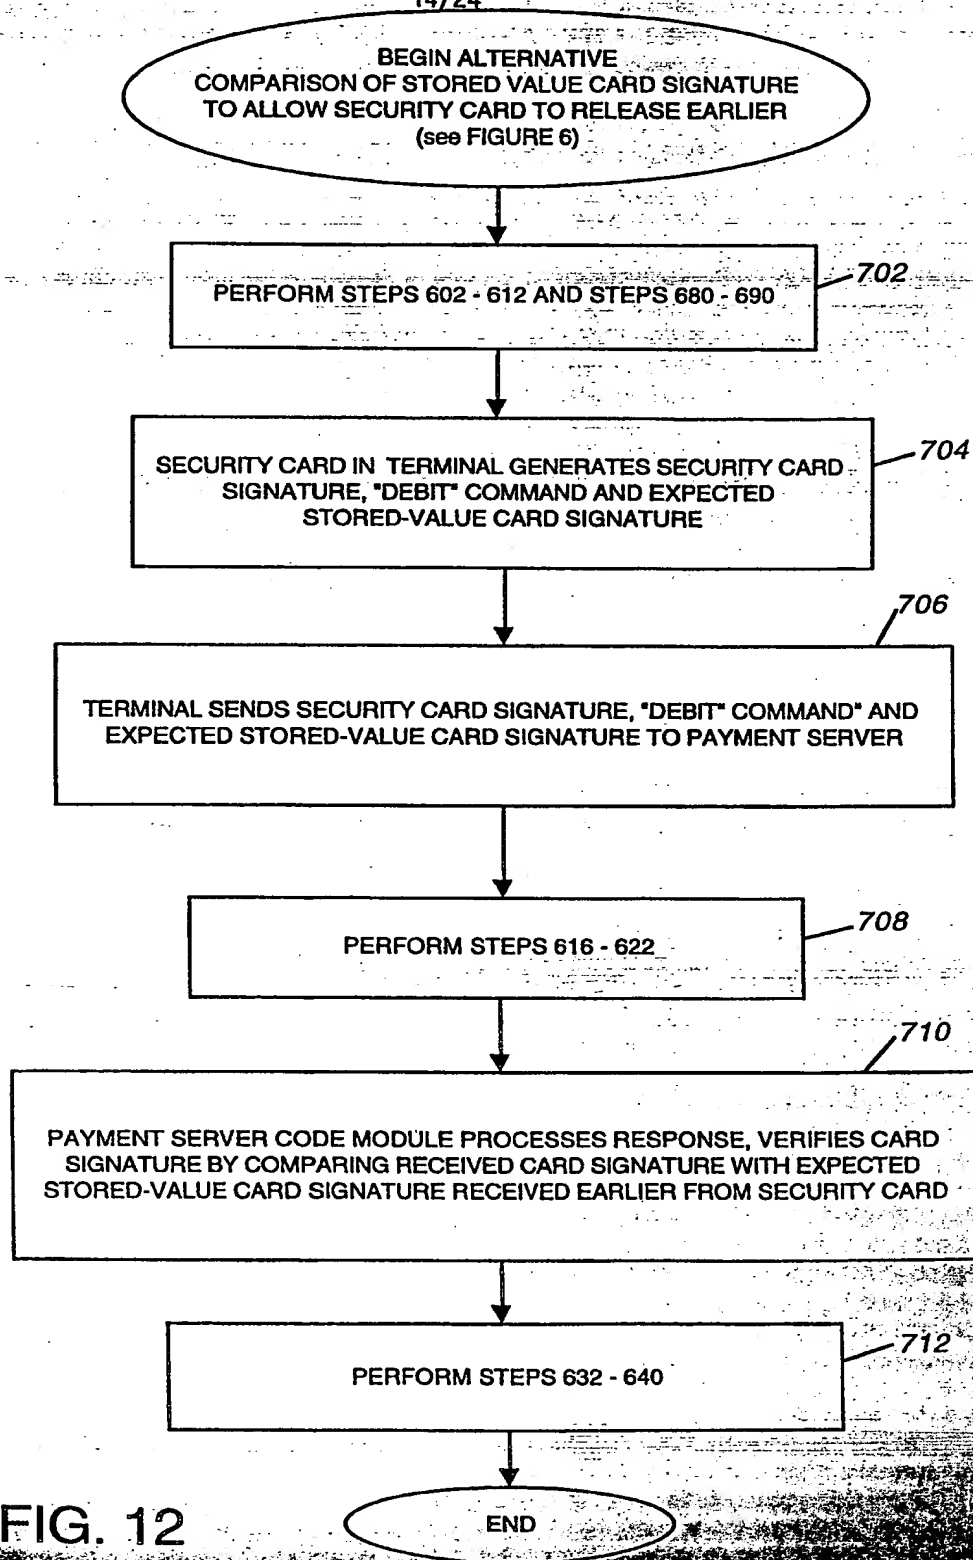 14/24
BEGIN ALTERNATIVE
COMPARISON OF STORED VALUE CARD SIGNATURE
TO ALLOW SECURITY CARD TO RELEASE EARLIER
(see FIGURE 6)
PERFORM STEPS 602 - 612 AND STEPS 680 - 690
702
SECURITY CARD IN TERMINAL GENERATES SECURITY CARD
SIGNATURE, "DEBIT" COMMAND AND EXPECTED
STORED-VALUE CARD SIGNATURE
704
706
TERMINAL SENDS SECURITY CARD SIGNATURE, "DEBIT" COMMAND" AND
EXPECTED STORED-VALUE CARD SIGNATURE TO PAYMENT SERVER
PERFORM STEPS 616 - 622
708
710
PAYMENT SERVER CODE MODULE PROCESSES RESPONSE, VERIFIES CARD
SIGNATURE BY COMPARING RECEIVED CARD SIGNATURE WITH EXPECTED
STORED-VALUE CARD SIGNATURE RECEIVED EARLIER FROM SECURITY CARD
PERFORM STEPS 632 - 640
712
END
FIG. 12